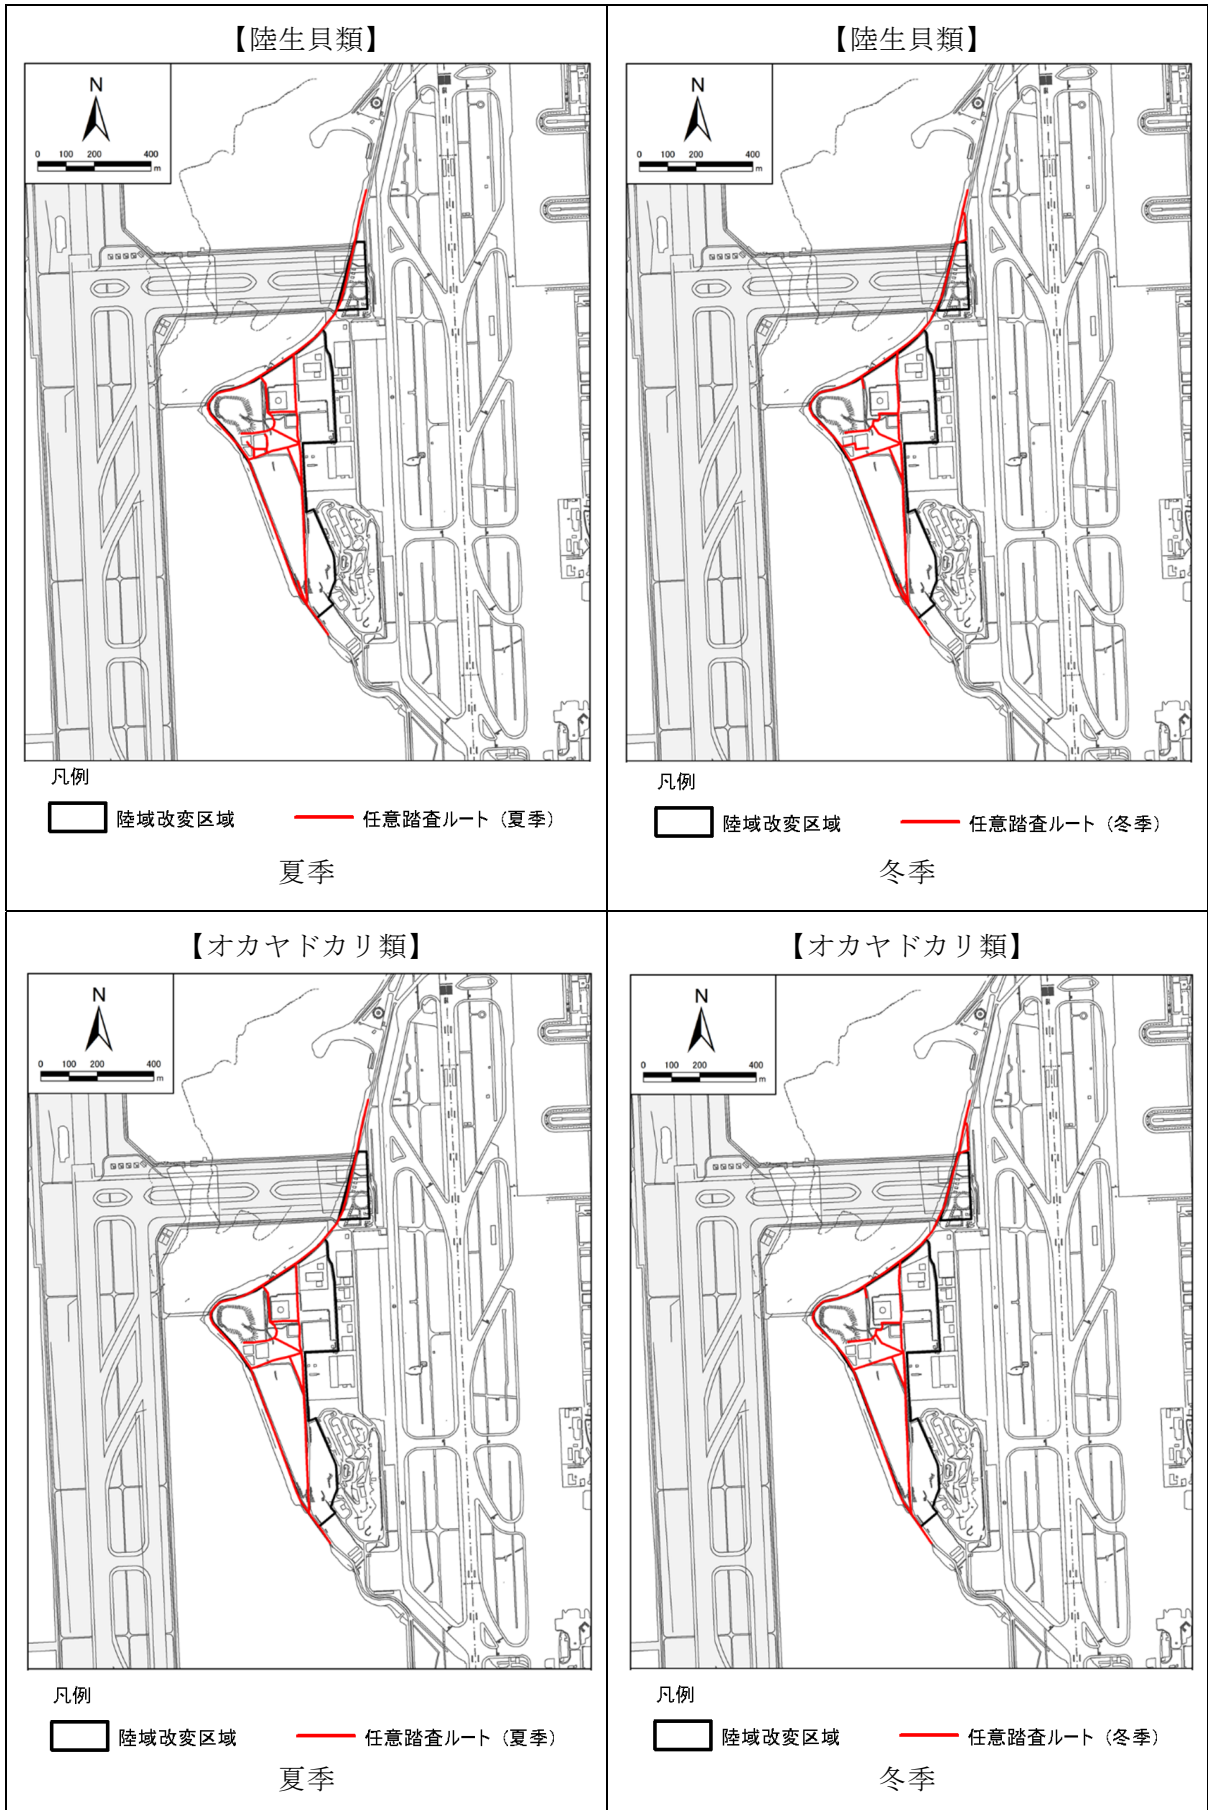 【陸生貝類】
N
0 100 200 400
m
凡例
陸域改変区域
任意踏査ルート（夏季）
夏季
【陸生貝類】
N
0 100 200 400
m
凡例
陸域改変区域
任意踏査ルート（冬季）
冬季
【オカヤドカリ類】
N
0 100 200 400
m
凡例
陸域改変区域
任意踏査ルート（夏季）
夏季
【オカヤドカリ類】
N
0 100 200 400
m
凡例
陸域改変区域
任意踏査ルート（冬季）
冬季